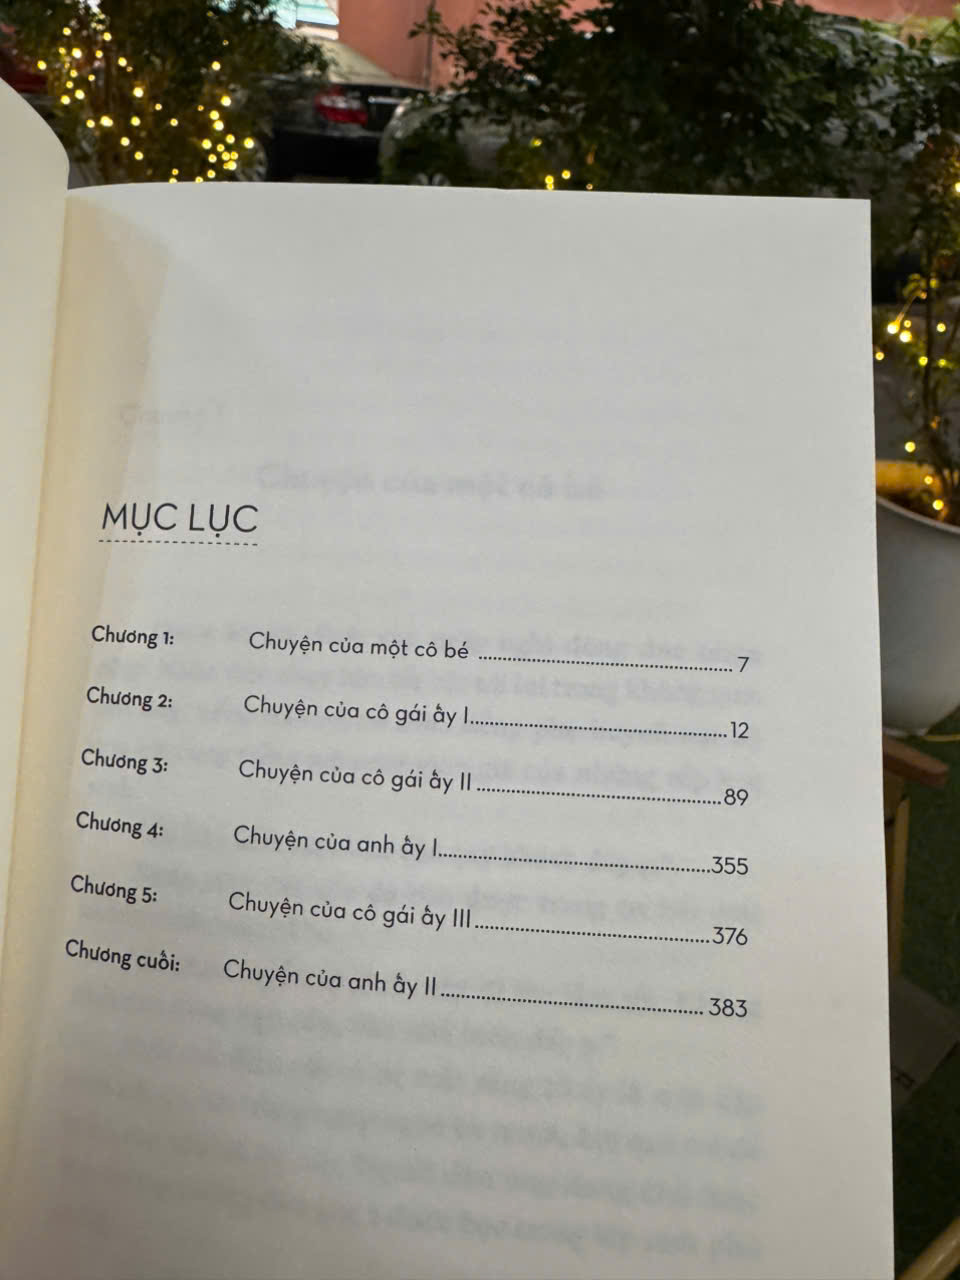 MỤC LỤC
Chương 1: Chuyện của một cô bé ........................................ 7
Chương 2: Chuyện của cô gái ấy I........................................ 12
Chương 3: Chuyện của cô gái ấy II ........................................ 89
Chương 4: Chuyện của anh ấy I........................................355
Chương 5: Chuyện của cô gái ấy III ........................................ 376
Chương cuối: Chuyện của anh ấy II ........................................ 383